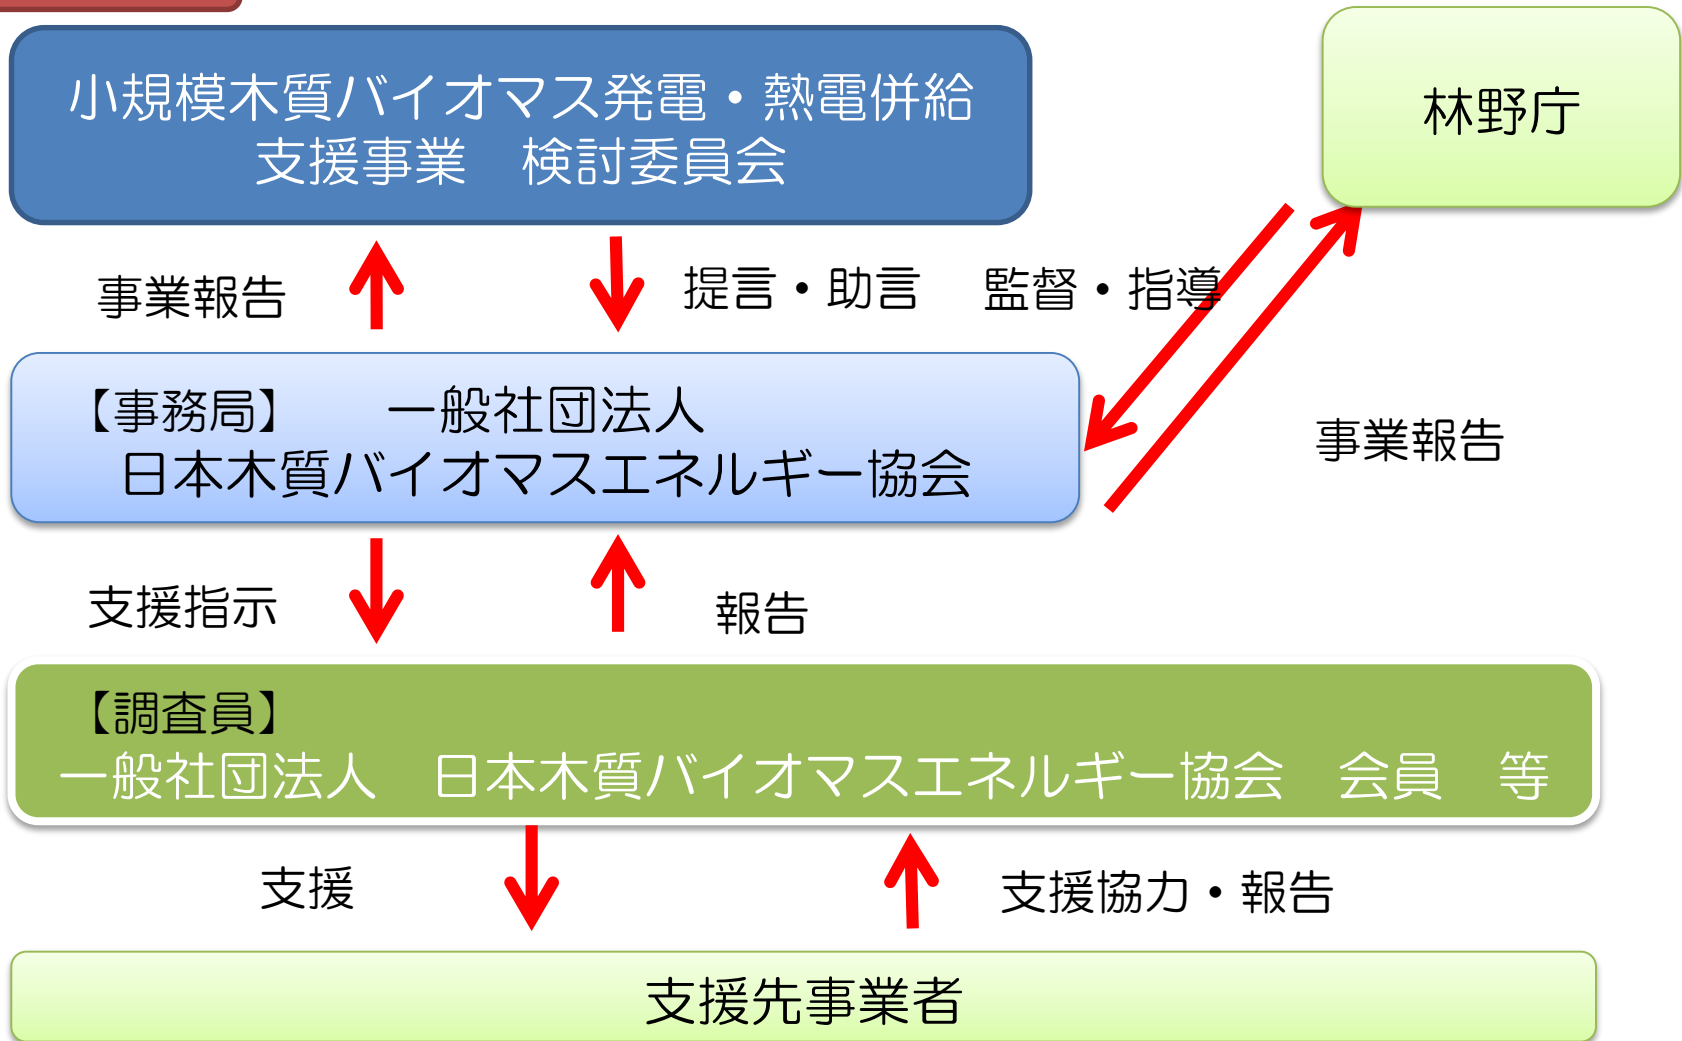 小規模木質バイオマス発電・熱電併給
支援事業　検討委員会
林野庁
事業報告
提言・助言
監督・指導
【事務局】　　一般社団法人
日本木質バイオマスエネルギー協会
事業報告
支援指示
報告
【調査員】
一般社団法人　日本木質バイオマスエネルギー協会　会員　等
支援
支援協力・報告
支援先事業者